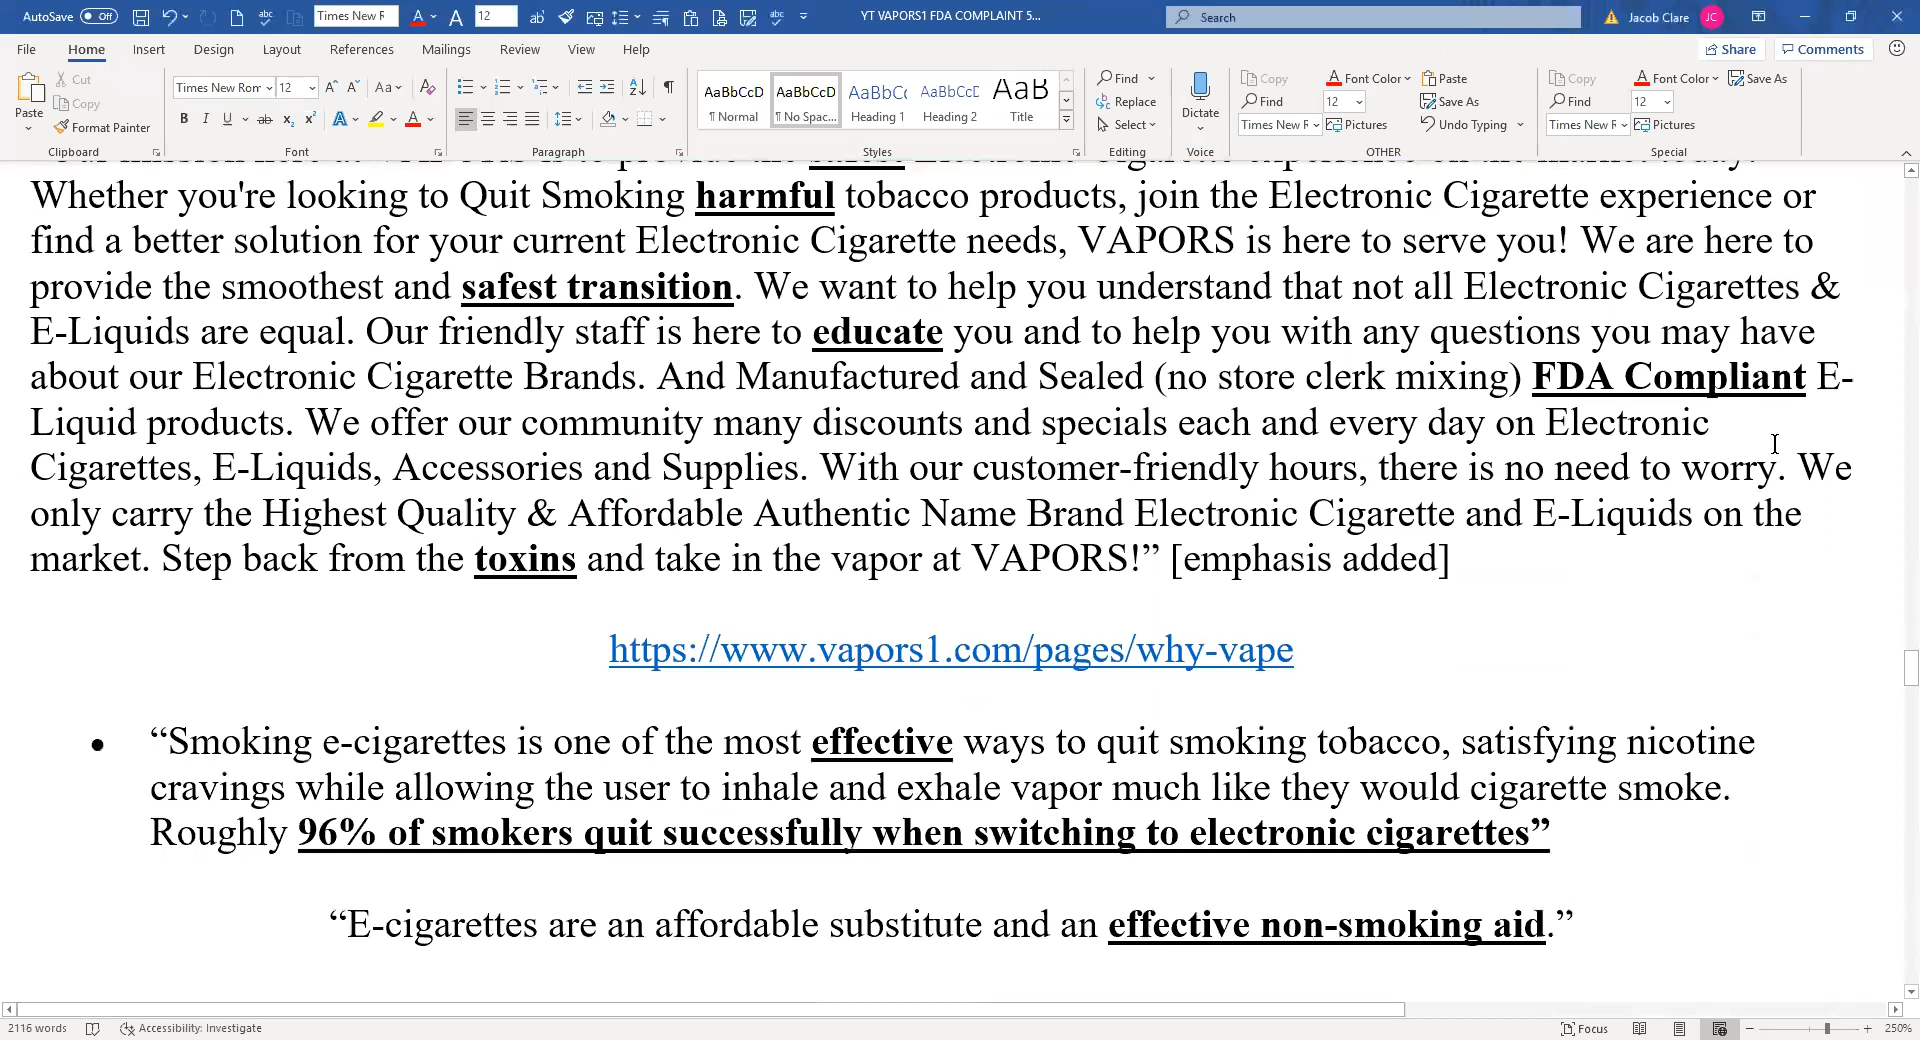 AutoSave Off Times New R 12 YT VAPORS1 FDA COMPLAINT 5... Search Jacob Clare JC
File Home Insert Design Layout References Mailings Review View Help Share Comments
Paste Cut Copy Format Painter Clipboard
Times New Rom 12 Font
Paragraph
AaBbCcD AaBbCcD AaBbCc AaBbCcD AaB
¶ Normal ¶ No Spac... Heading 1 Heading 2 Title
Styles
Find Replace Select Editing
Dictate Voice
Copy Font Color Paste
Find 12 Save As
Times New R Pictures Undo Typing
OTHER
Copy Font Color Save As
Find 12
Times New R Pictures
Special
Whether you're looking to Quit Smoking harmful tobacco products, join the Electronic Cigarette experience or
find a better solution for your current Electronic Cigarette needs, VAPORS is here to serve you! We are here to
provide the smoothest and safest transition. We want to help you understand that not all Electronic Cigarettes &
E-Liquids are equal. Our friendly staff is here to educate you and to help you with any questions you may have
about our Electronic Cigarette Brands. And Manufactured and Sealed (no store clerk mixing) FDA Compliant E-
Liquid products. We offer our community many discounts and specials each and every day on Electronic
Cigarettes, E-Liquids, Accessories and Supplies. With our customer-friendly hours, there is no need to worry. We
only carry the Highest Quality & Affordable Authentic Name Brand Electronic Cigarette and E-Liquids on the
market. Step back from the toxins and take in the vapor at VAPORS!” [emphasis added]
https://www.vapors1.com/pages/why-vape
• “Smoking e-cigarettes is one of the most effective ways to quit smoking tobacco, satisfying nicotine
cravings while allowing the user to inhale and exhale vapor much like they would cigarette smoke.
Roughly 96% of smokers quit successfully when switching to electronic cigarettes”
“E-cigarettes are an affordable substitute and an effective non-smoking aid.”
2116 words Accessibility: Investigate Focus 250%